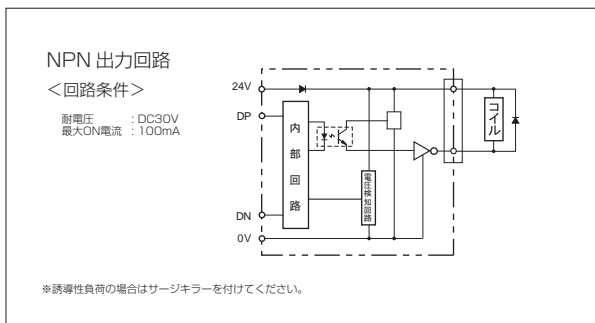 NPN 出力回路
＜回路条件＞
耐電圧 : DC30V
最大ON電流 : 100mA
24V
DP
DN
0V
内部回路
電圧検知回路
コイル
※誘導性負荷の場合はサージキラーを付けてください。